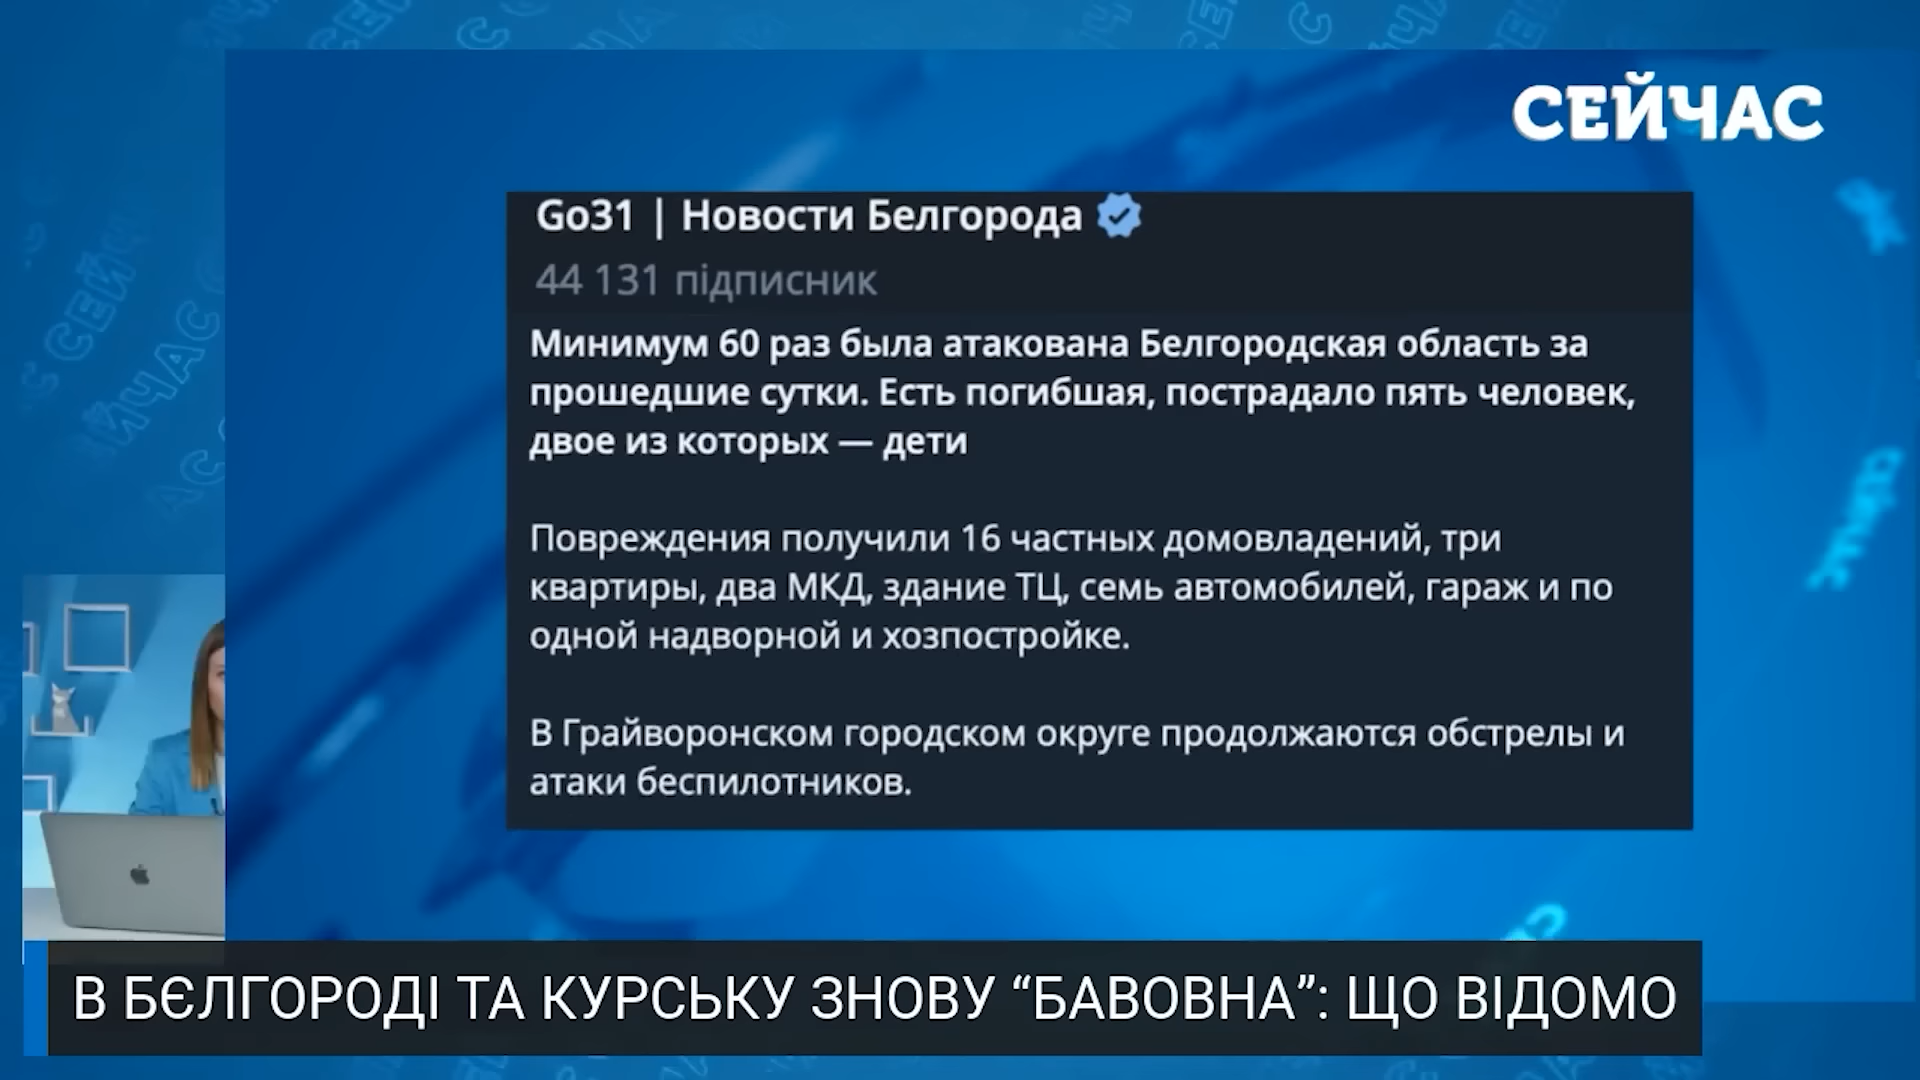 СЕЙЧАС
Go31 | Новости Белгорода
44 131 підписник
Минимум 60 раз была атакована Белгородская область за
прошедшие сутки. Есть погибшая, пострадало пять человек,
двое из которых — дети
Повреждения получили 16 частных домовладений, три
квартиры, два МКД, здание ТЦ, семь автомобилей, гараж и по
одной надворной и хозпостройке.
В Грайворонском городском округе продолжаются обстрелы и
атаки беспилотников.
В БЄЛГОРОДІ ТА КУРСЬКУ ЗНОВУ “БАВОВНА”: ЩО ВІДОМО